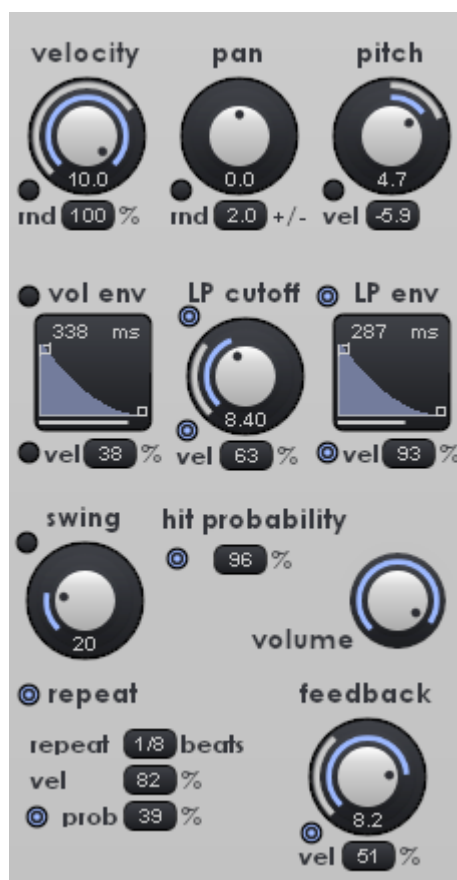 velocity pan pitch
10.0 0.0 4.7
rnd 100 % rnd 2.0 +/- vel -5.9
vol env LP cutoff LP env
338 ms 287 ms
8.40
vel 38 % vel 63 % vel 93 %
swing hit probability
96 %
20
volume
repeat feedback
repeat 1/8 beats
vel 82 %
prob 39 % 8.2
vel 51 %